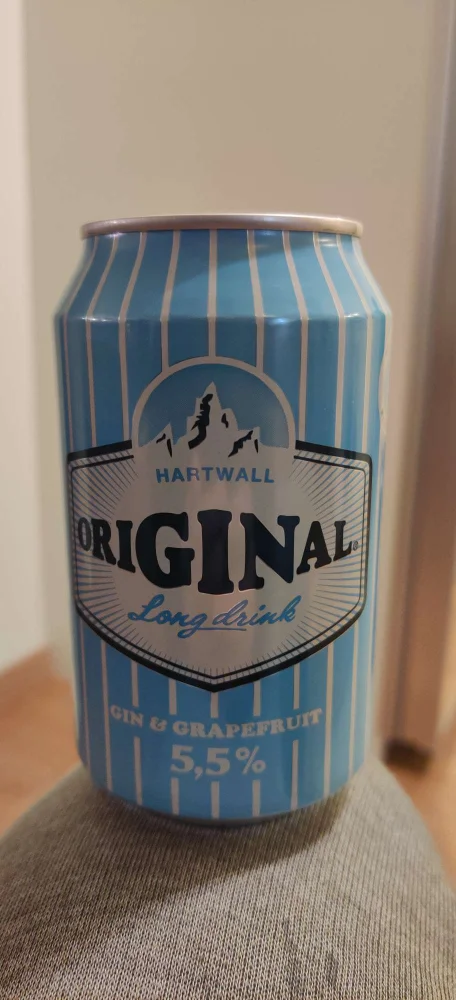 HARTWALL
ORIGINAL®
Long drink
GIN & GRAPEFRUIT
5,5%